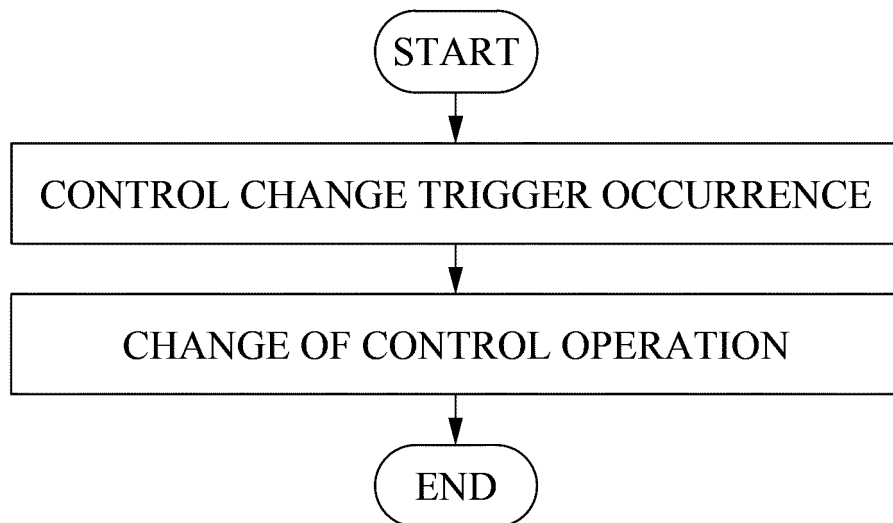 START
CONTROL CHANGE TRIGGER OCCURRENCE
CHANGE OF CONTROL OPERATION
END